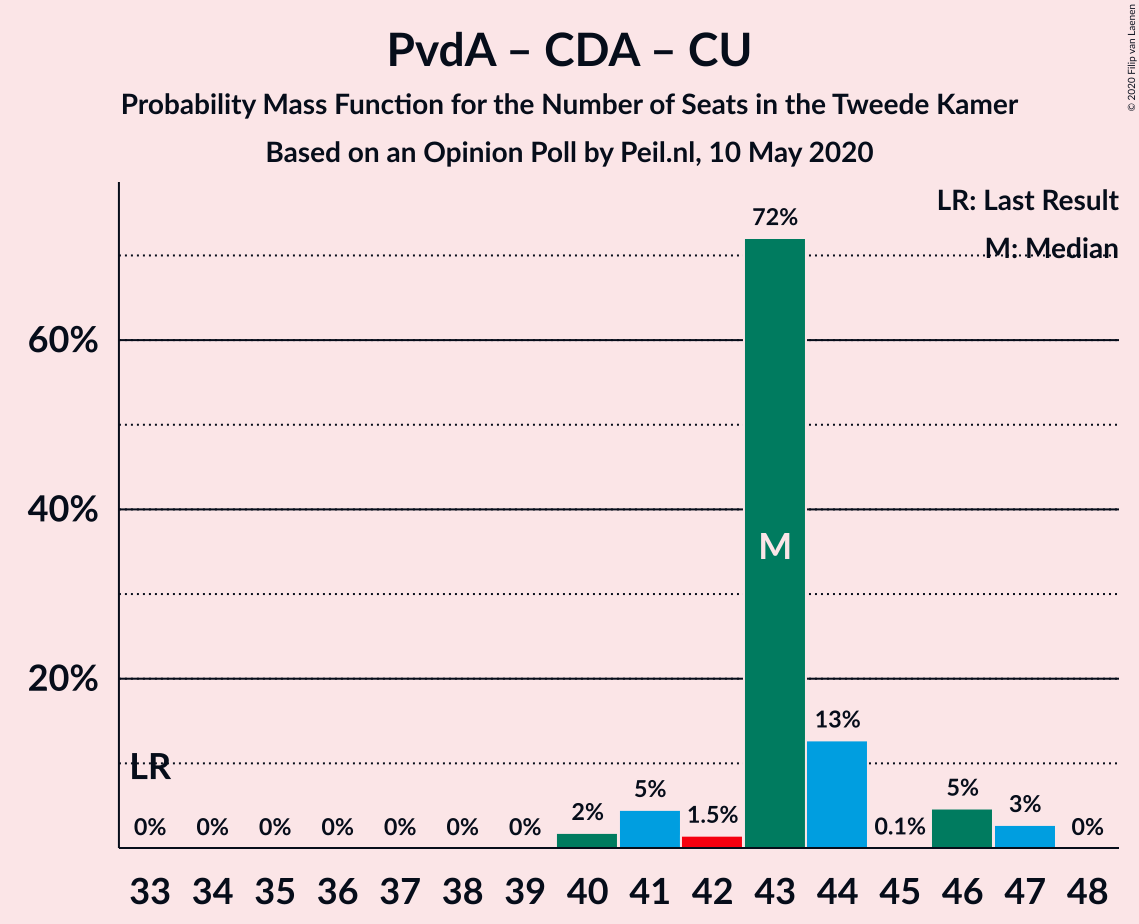 PvdA – CDA – CU
Probability Mass Function for the Number of Seats in the Tweede Kamer
Based on an Opinion Poll by Peil.nl, 10 May 2020
© 2020 Filip van Laenen
LR: Last Result
M: Median
72%
60%
40%
M
20%
13%
LR
0%
0%
0%
0%
0%
0%
0%
2%
5%
1.5%
0.1%
5%
3%
0%
33 34 35 36 37 38 39 40 41 42 43 44 45 46 47 48